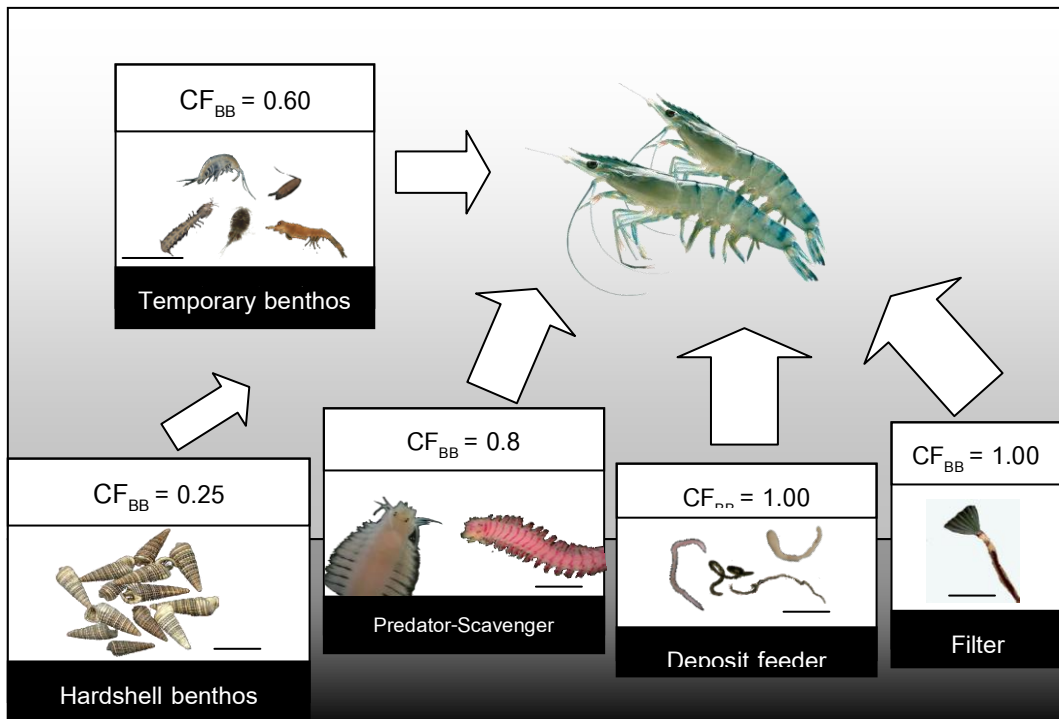 CF_BB = 0.60
Temporary benthos
CF_BB = 0.25
Hardshell benthos
CF_BB = 0.8
Predator-Scavenger
CF_BB = 1.00
Deposit feeder
CF_BB = 1.00
Filter